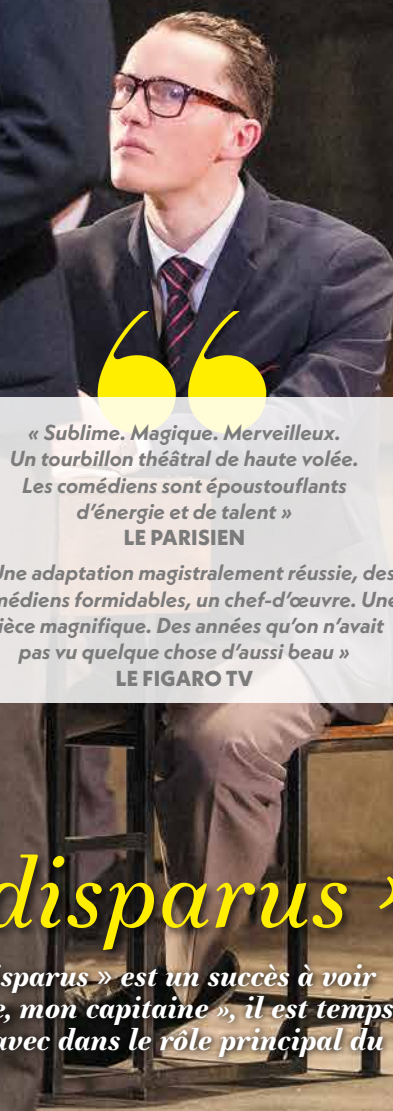 « Sublime. Magique. Merveilleux.
Un tourbillon théâtral de haute volée.
Les comédiens sont époustouflants
d’énergie et de talent »
LE PARISIEN
Une adaptation magistralement réussie, des
médiens formidables, un chef-d’œuvre. Une
ièce magnifique. Des années qu’on n’avait
pas vu quelque chose d’aussi beau »
LE FIGARO TV
disparus »
sparus » est un succès à voir
e, mon capitaine », il est temps
avec dans le rôle principal du